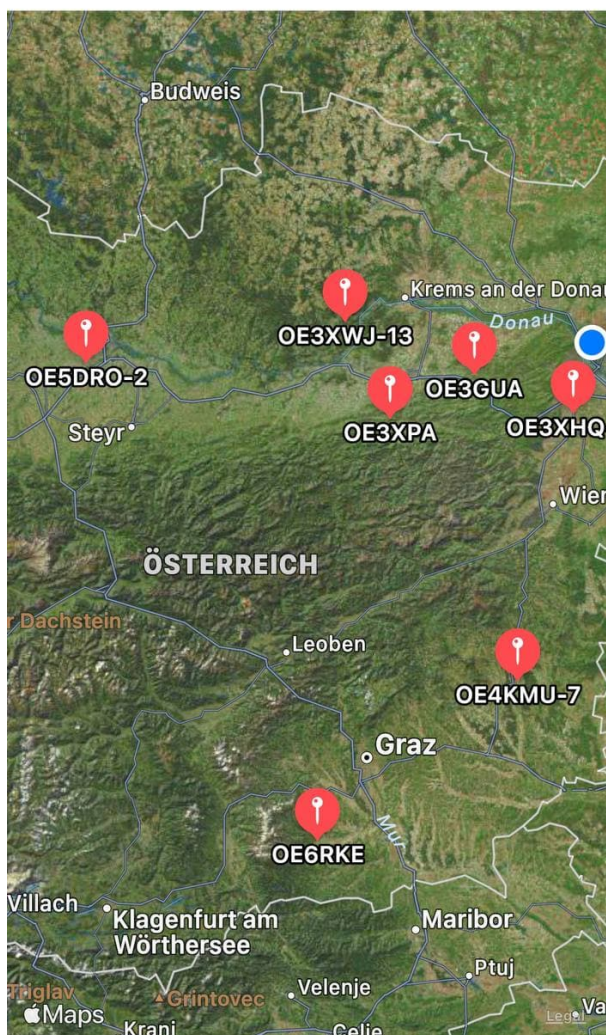 Budweis
Krems an der Donau
Donau
OE3XWJ-13
OE5DRO-2
OE3GUA
OE3XPA
OE3XHQ
Steyr
Wien
ÖSTERREICH
r Dachstein
Leoben
OE4KMU-7
Graz
OE6RKE
Mur
Villach
Klagenfurt am
Wörthersee
Maribor
Ptuj
Triglav
Grintovec
Velenje
Maps
Legal
Va
Kranj
Celje